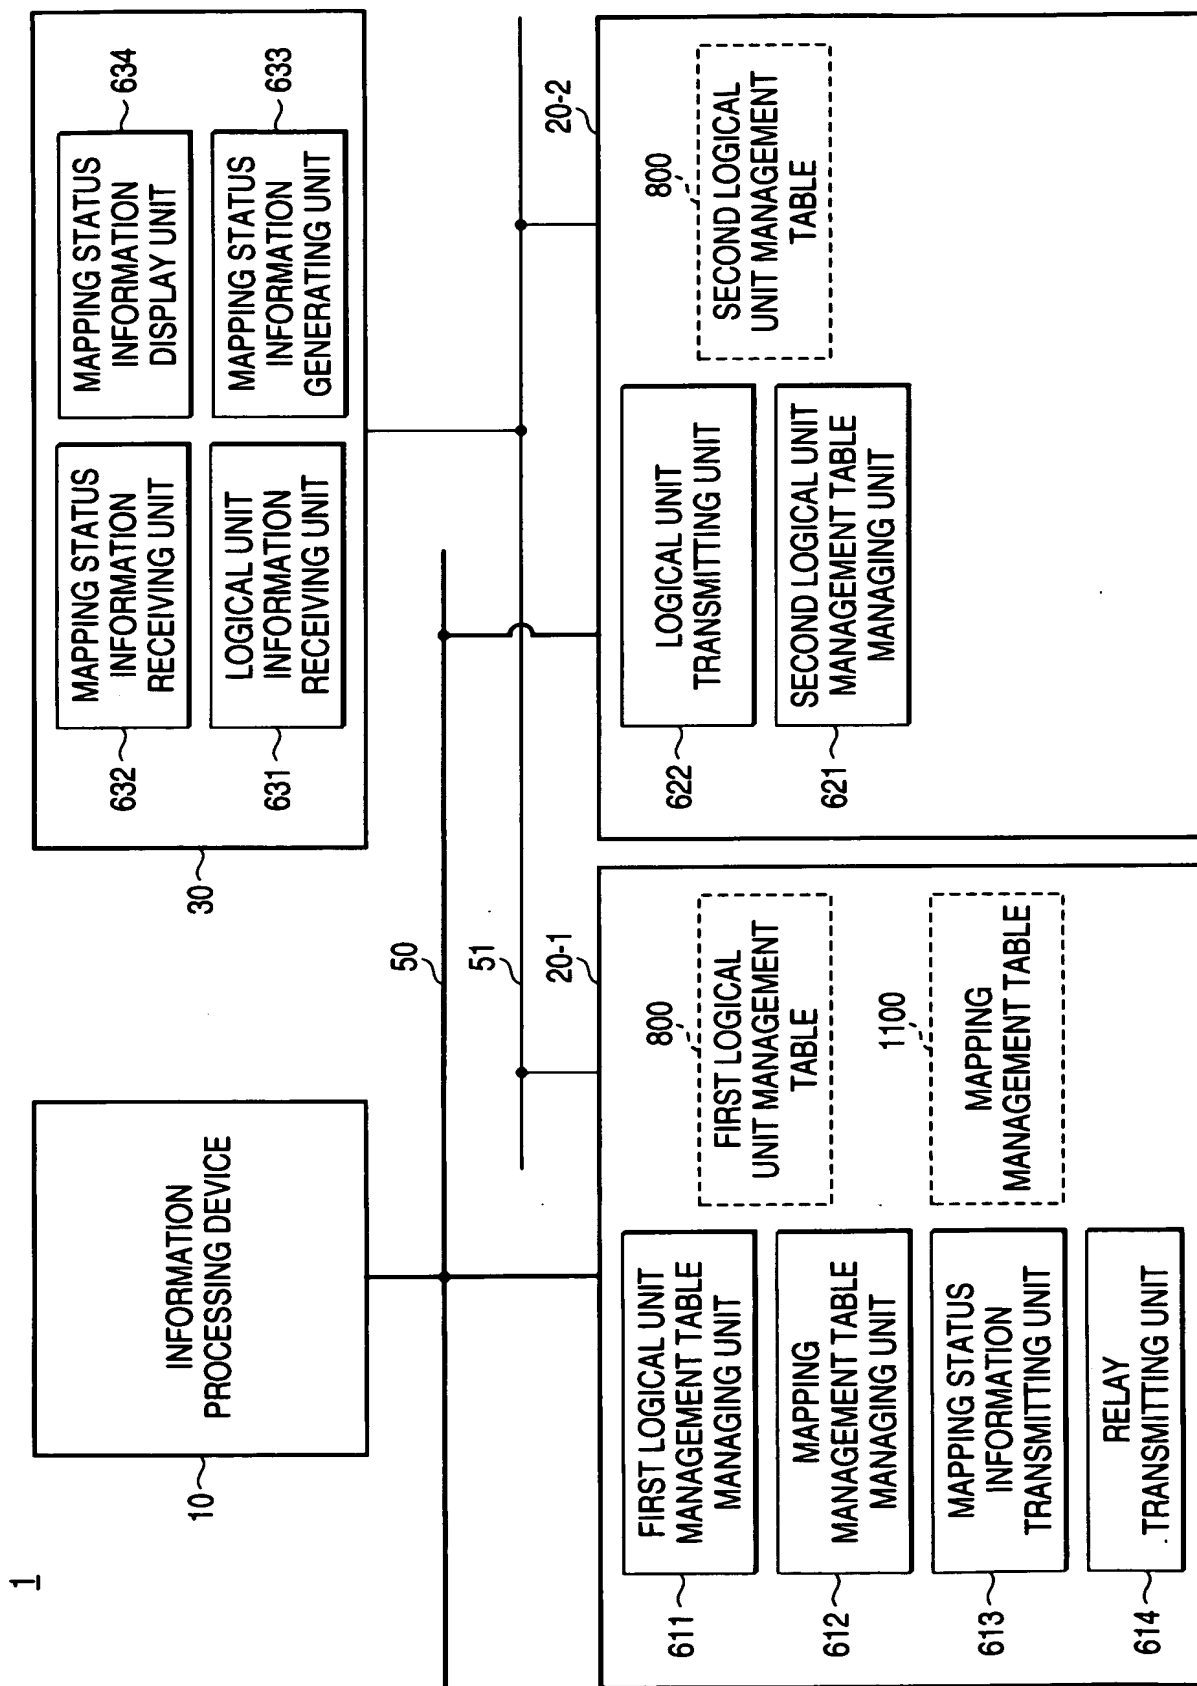 1
INFORMATION
PROCESSING DEVICE
10
30
MAPPING STATUS
INFORMATION
RECEIVING UNIT
632
MAPPING STATUS
INFORMATION
DISPLAY UNIT
634
LOGICAL UNIT
INFORMATION
RECEIVING UNIT
631
MAPPING STATUS
INFORMATION
GENERATING UNIT
633
50
51
20-1
FIRST LOGICAL UNIT
MANAGEMENT TABLE
MANAGING UNIT
611
800
FIRST LOGICAL
UNIT MANAGEMENT
TABLE
MAPPING
MANAGEMENT TABLE
MANAGING UNIT
612
1100
MAPPING
MANAGEMENT TABLE
MAPPING STATUS
INFORMATION
TRANSMITTING UNIT
613
RELAY
TRANSMITTING UNIT
614
20-2
LOGICAL UNIT
TRANSMITTING UNIT
622
800
SECOND LOGICAL
UNIT MANAGEMENT
TABLE
SECOND LOGICAL UNIT
MANAGEMENT TABLE
MANAGING UNIT
621